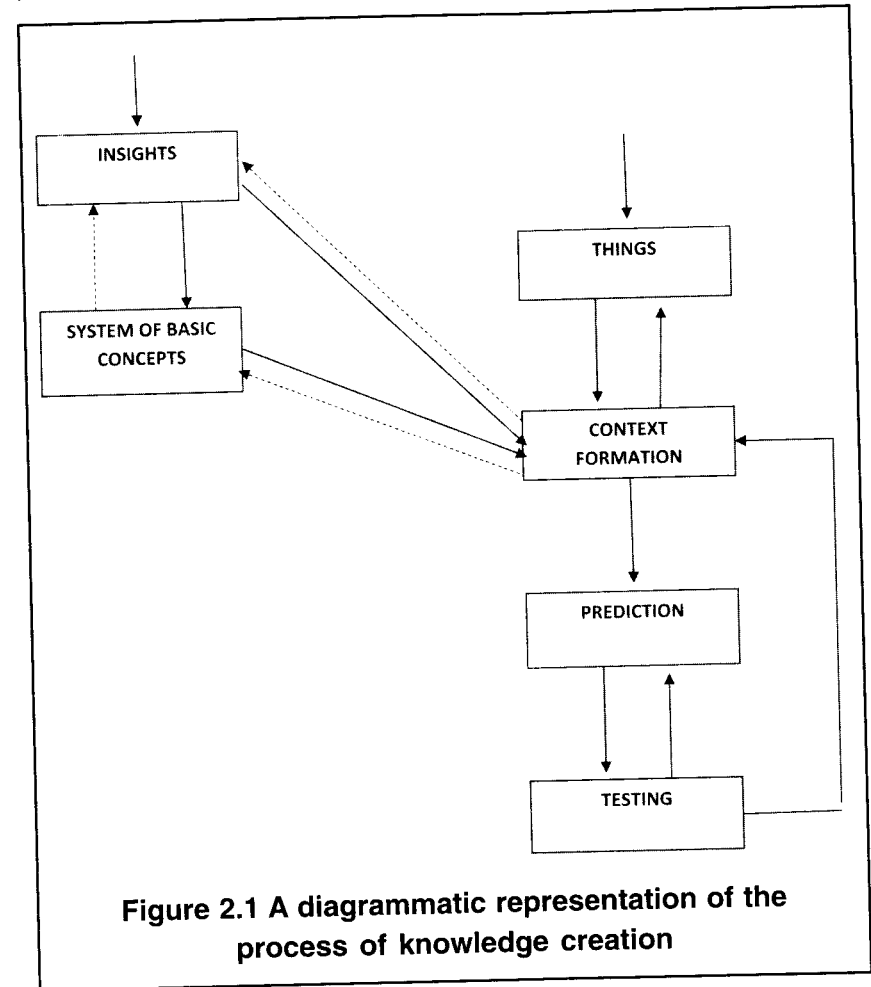 INSIGHTS
THINGS
SYSTEM OF BASIC
CONCEPTS
CONTEXT
FORMATION
PREDICTION
TESTING
Figure 2.1 A diagrammatic representation of the
process of knowledge creation